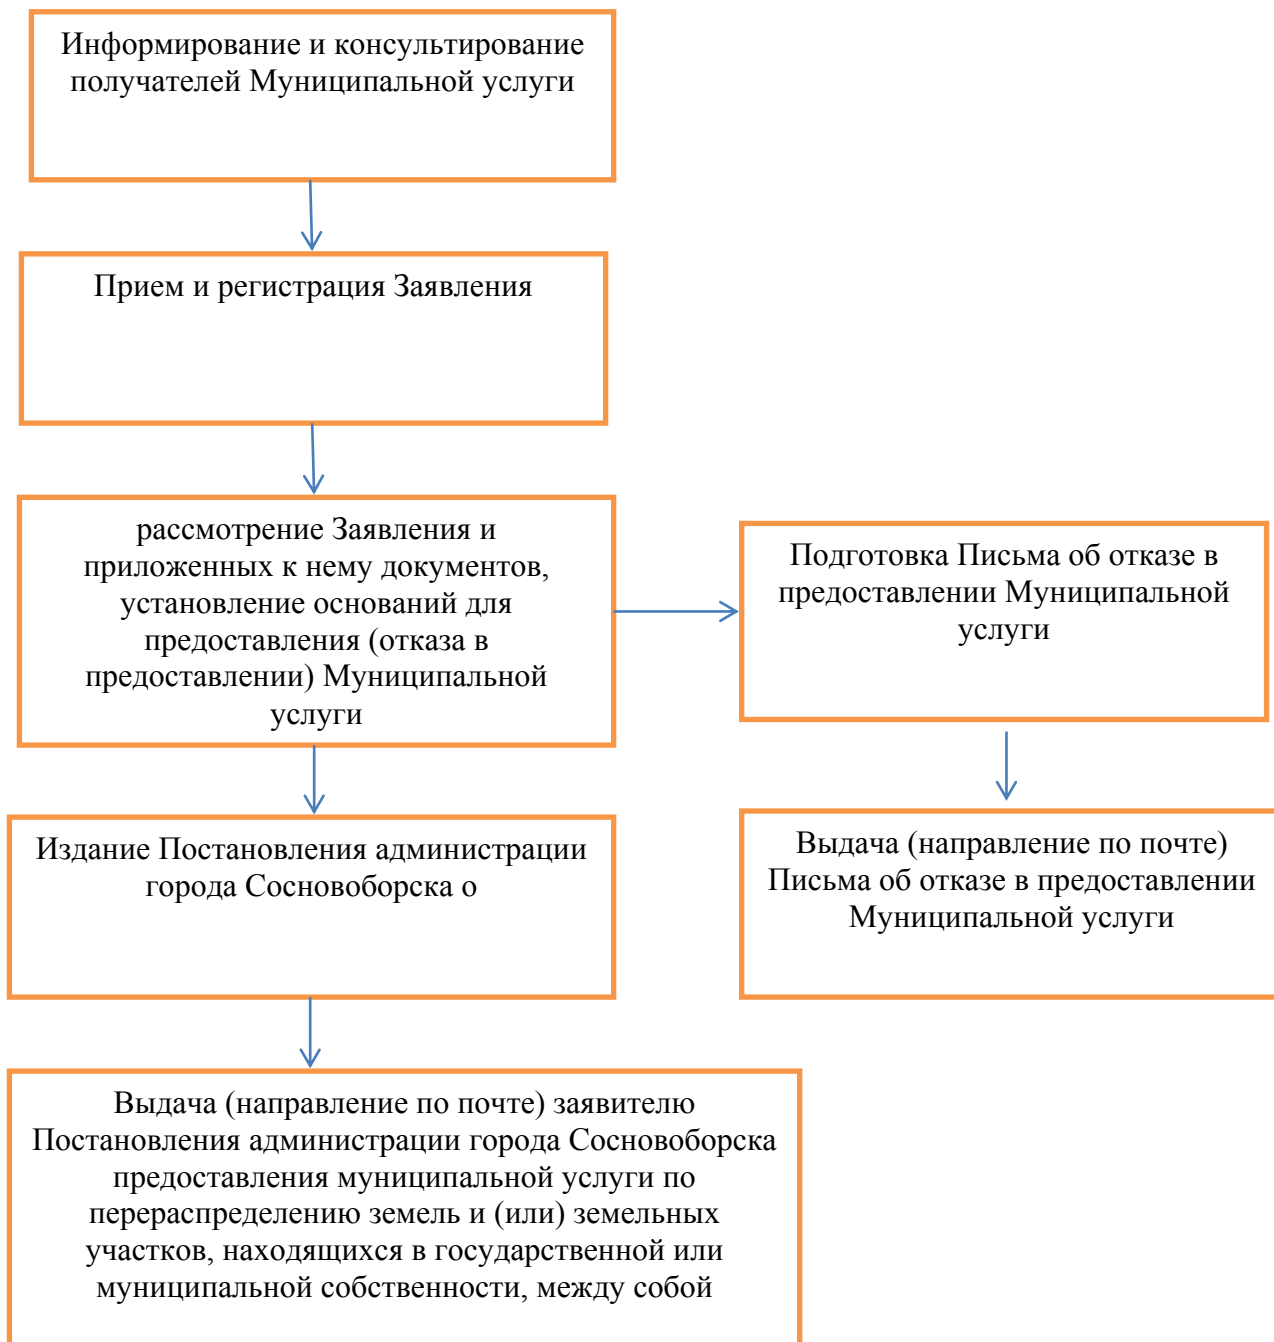 Информирование и консультирование
получателей Муниципальной услуги
Прием и регистрация Заявления
рассмотрение Заявления и
приложенных к нему документов,
установление оснований для
предоставления (отказа в
предоставлении) Муниципальной
услуги
Подготовка Письма об отказе в
предоставлении Муниципальной
услуги
Издание Постановления администрации
города Сосновоборска о
Выдача (направление по почте)
Письма об отказе в предоставлении
Муниципальной услуги
Выдача (направление по почте) заявителю
Постановления администрации города Сосновоборска
предоставления муниципальной услуги по
перераспределению земель и (или) земельных
участков, находящихся в государственной или
муниципальной собственности, между собой